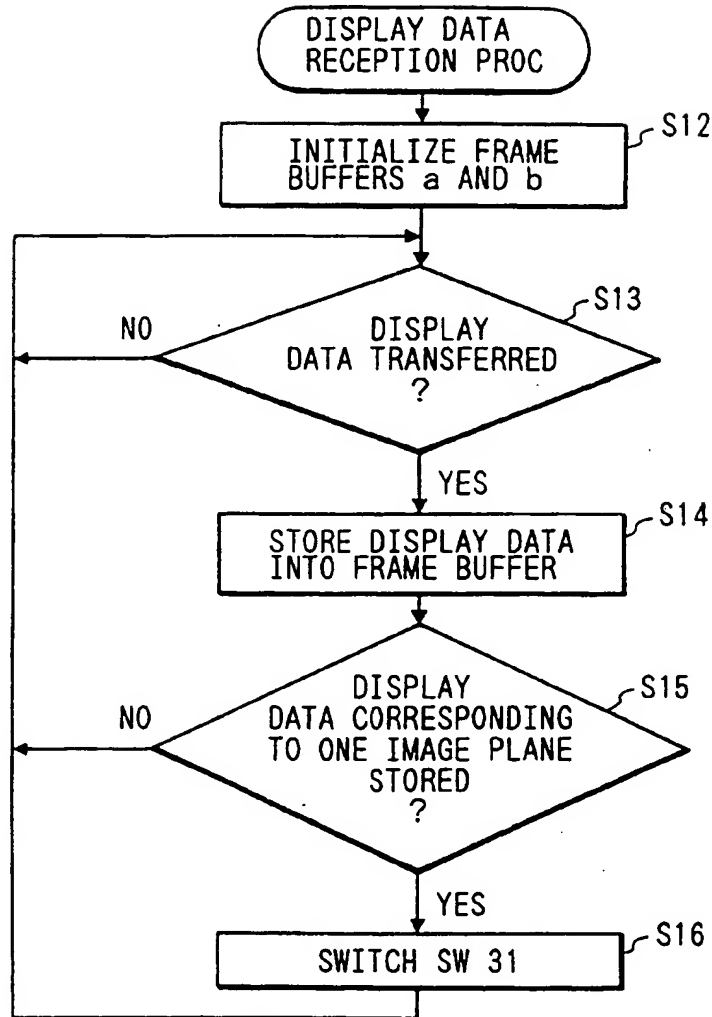 DISPLAY DATA
RECEPTION PROC
S12
INITIALIZE FRAME
BUFFERS a AND b
S13
NO
DISPLAY
DATA TRANSFERRED
?
YES
S14
STORE DISPLAY DATA
INTO FRAME BUFFER
S15
NO
DISPLAY
DATA CORRESPONDING
TO ONE IMAGE PLANE
STORED
?
YES
S16
SWITCH SW 31